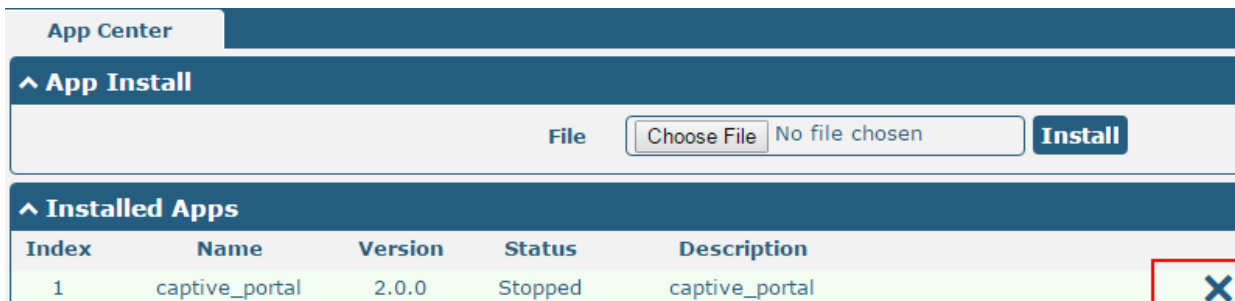 App Center
App Install
File Choose File No file chosen Install
Installed Apps
Index Name Version Status Description
1 captive_portal 2.0.0 Stopped captive_portal